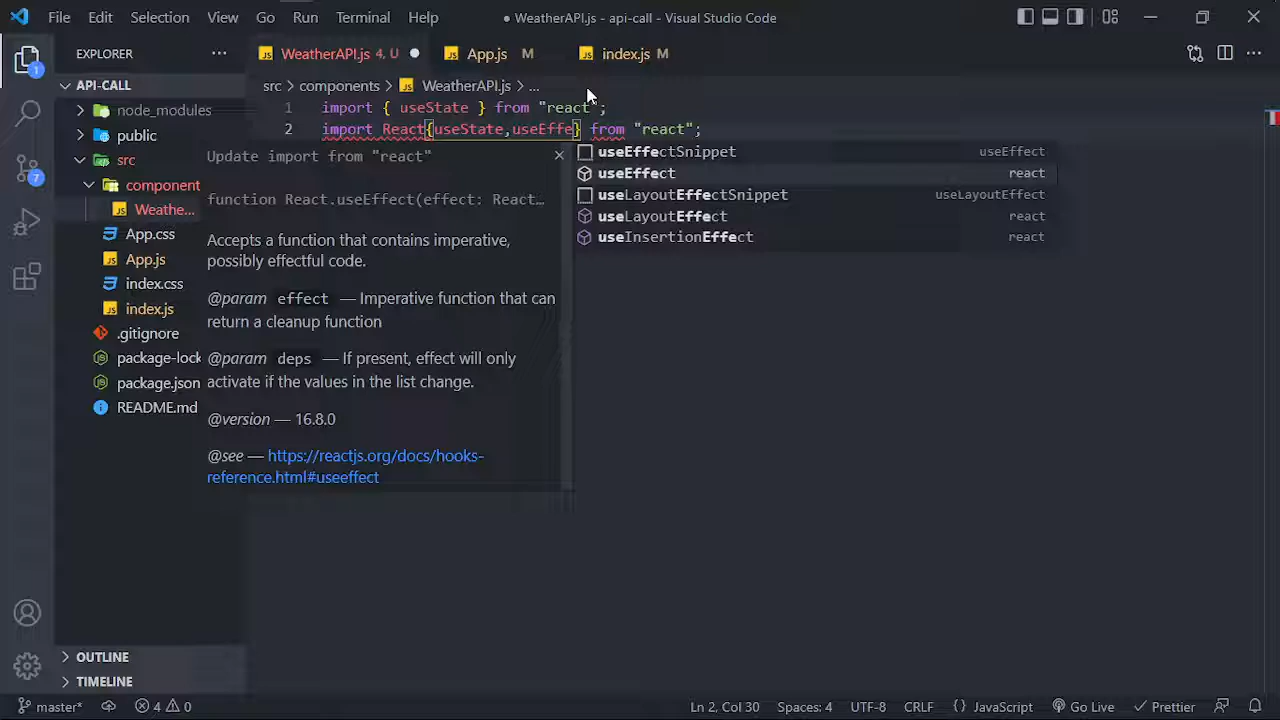 File Edit Selection View Go Run Terminal Help
● WeatherAPI.js - api-call - Visual Studio Code
EXPLORER
WeatherAPI.js 4, U
App.js M
index.js M
API-CALL
src > components > WeatherAPI.js > ...
node_modules
public
src
component
Weathe...
App.css
App.js
index.css
index.js
.gitignore
package-lock
package.json
README.md
1 import { useState } from "react";
2 import React{useState,useEffe} from "react";
Update import from "react"
function React.useEffect(effect: React…
Accepts a function that contains imperative,
possibly effectful code.
@param effect — Imperative function that can
return a cleanup function
@param deps — If present, effect will only
activate if the values in the list change.
@version — 16.8.0
@see — https://reactjs.org/docs/hooks-
reference.html#useeffect
useEffectSnippet useEffect
useEffect react
useLayoutEffectSnippet useLayoutEffect
useLayoutEffect react
useInsertionEffect react
1
7
OUTLINE
TIMELINE
master* 4 0
Ln 2, Col 30 Spaces: 4 UTF-8 CRLF {} JavaScript Go Live Prettier